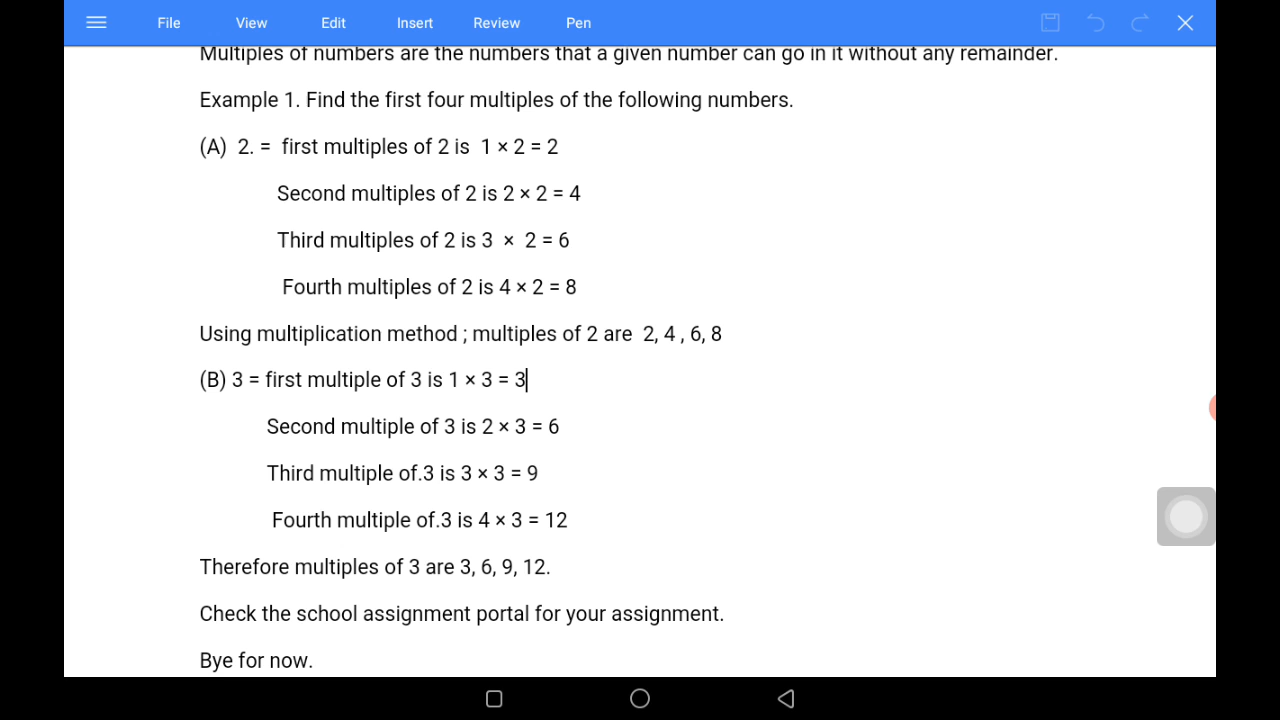 File View Edit Insert Review Pen
Multiples of numbers are the numbers that a given number can go in it without any remainder.
Example 1. Find the first four multiples of the following numbers.
(A) 2. = first multiples of 2 is 1 × 2 = 2
Second multiples of 2 is 2 × 2 = 4
Third multiples of 2 is 3 × 2 = 6
Fourth multiples of 2 is 4 × 2 = 8
Using multiplication method ; multiples of 2 are 2, 4 , 6, 8
(B) 3 = first multiple of 3 is 1 × 3 = 3
Second multiple of 3 is 2 × 3 = 6
Third multiple of.3 is 3 × 3 = 9
Fourth multiple of.3 is 4 × 3 = 12
Therefore multiples of 3 are 3, 6, 9, 12.
Check the school assignment portal for your assignment.
Bye for now.